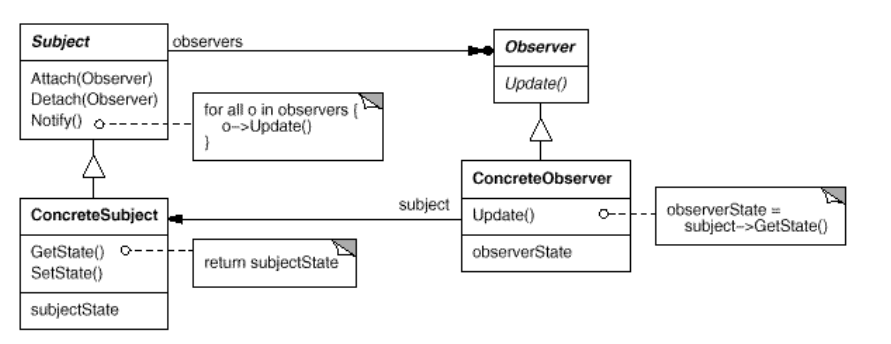 Subject
Attach(Observer)
Detach(Observer)
Notify()
observers
Observer
Update()
for all o in observers {
o->Update()
}
ConcreteSubject
GetState()
SetState()
subjectState
return subjectState
subject
ConcreteObserver
Update()
observerState
observerState =
subject->GetState()